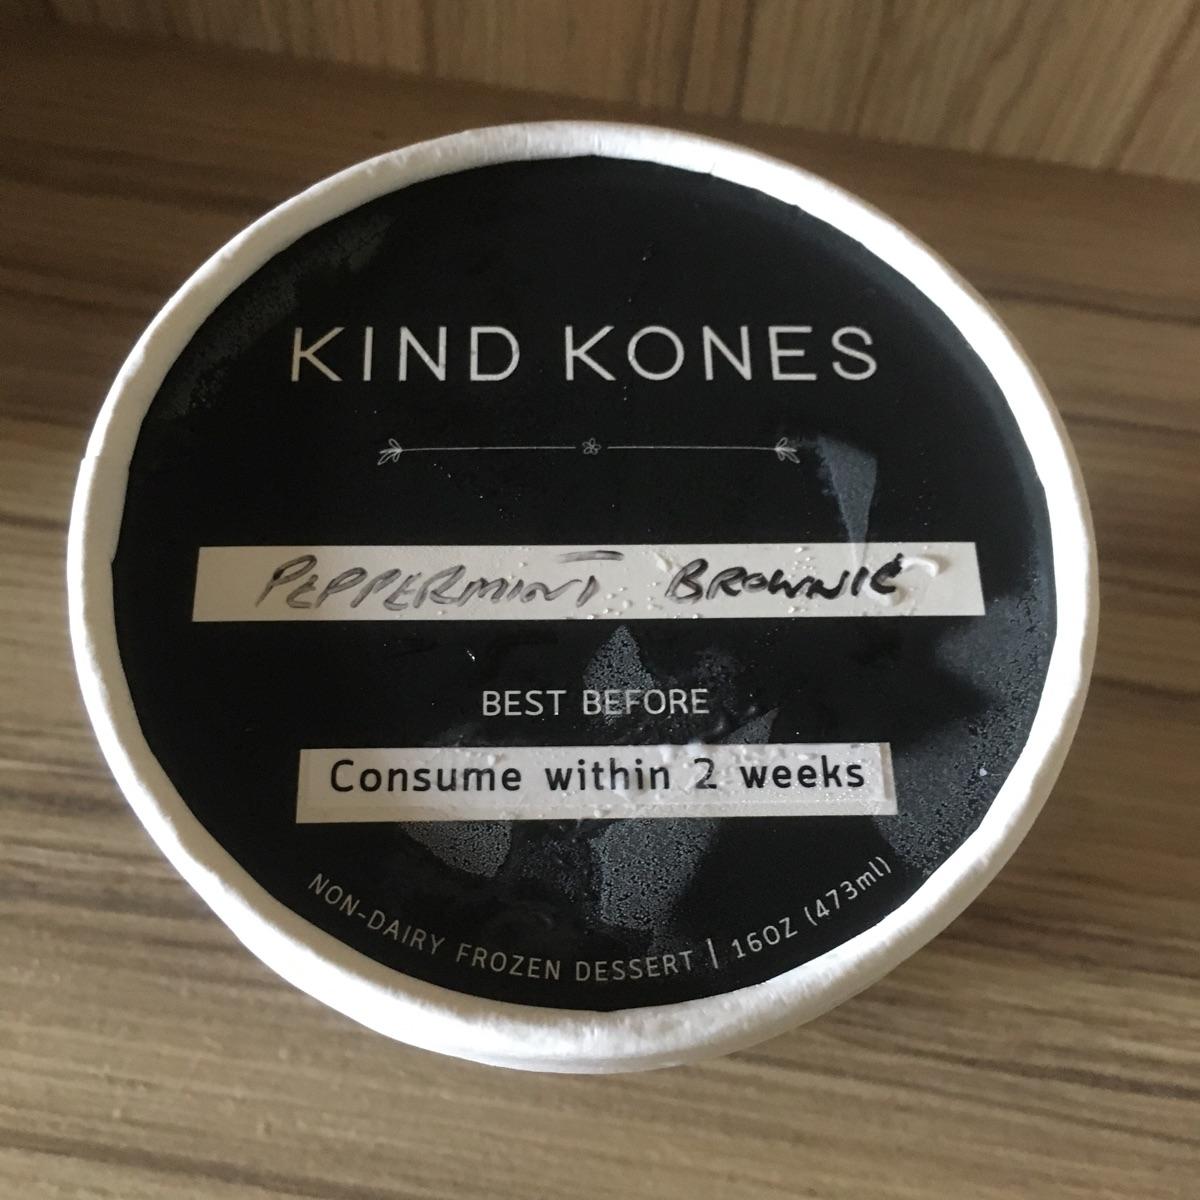 KIND KONES
PEPPERMINT BROWNIE
BEST BEFORE
Consume within 2 weeks
NON-DAIRY FROZEN DESSERT | 16OZ (473ml)